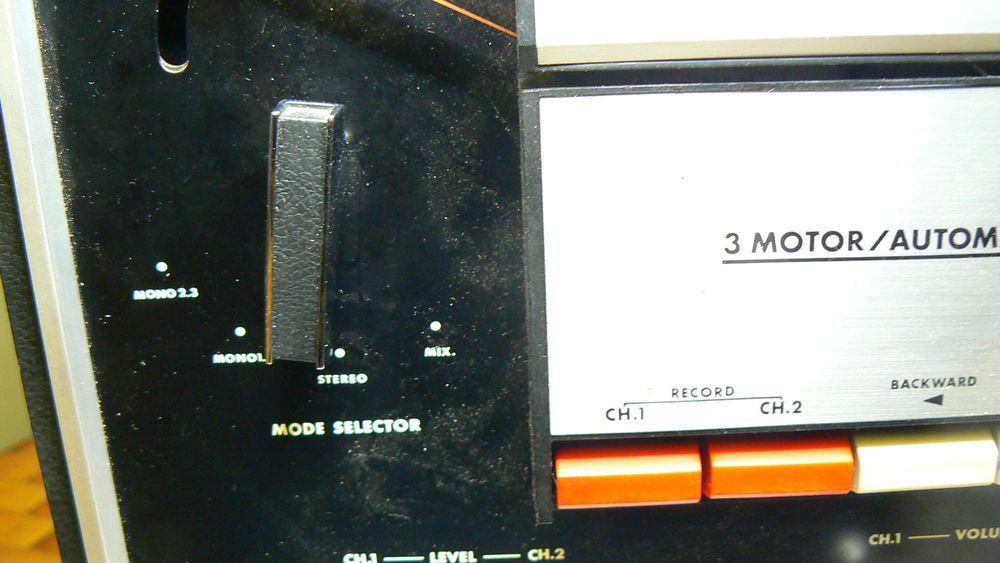 MONO 2.3
MONO1.
STEREO
MIX.
MODE SELECTOR
CH.1 LEVEL CH.2
3 MOTOR/AUTOM
RECORD
CH.1 CH.2
BACKWARD
CH.1 VOLU